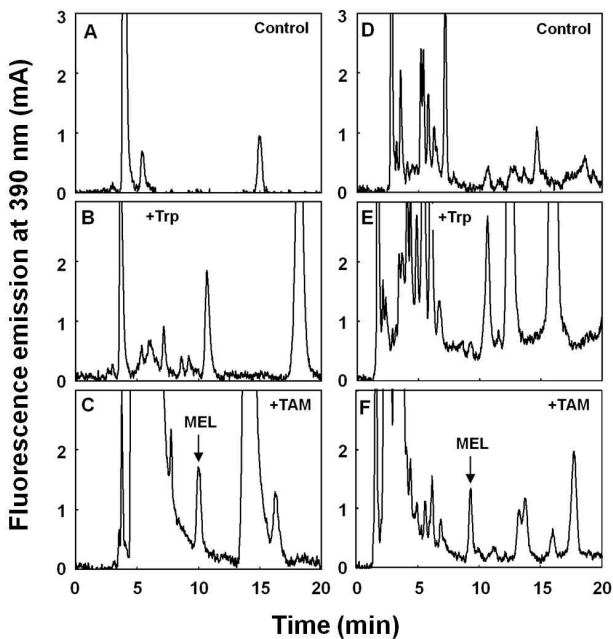 Fluorescence emission at 390 nm (mA)
3
A
Control
2
1
0
B
+Trp
2
1
0
C
+TAM
MEL
2
1
0
0 5 10 15 20
3
D
Control
2
1
0
E
+Trp
2
1
0
F
+TAM
MEL
2
1
0
0 5 10 15 20
Time (min)